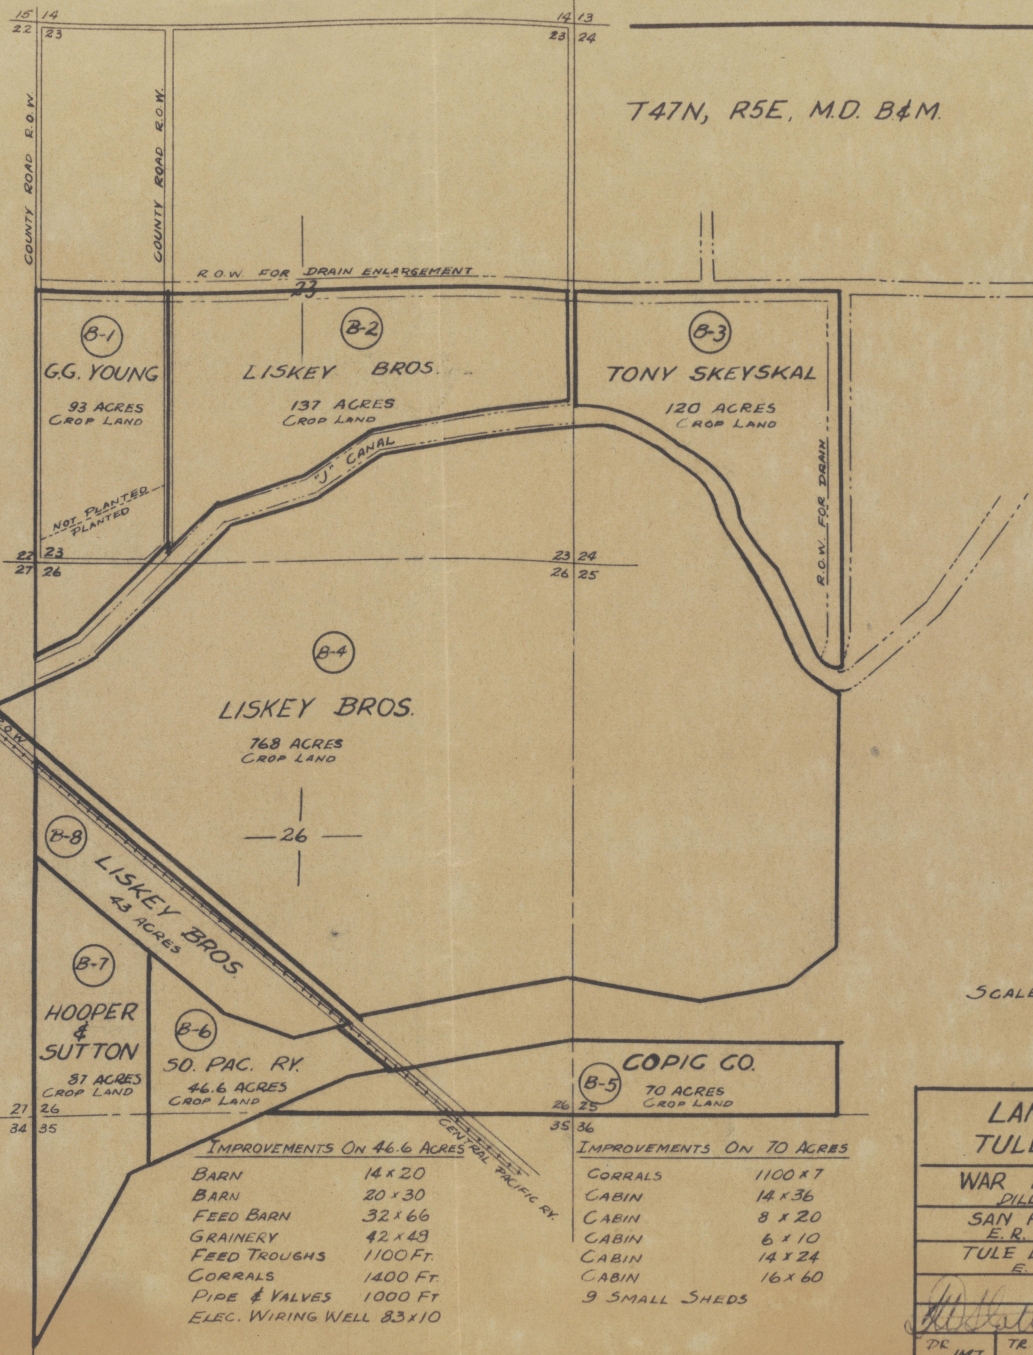 15 14
22 23
14 13
23 24
T47N, R5E, M.D. B&M.
COUNTY ROAD R.O.W.
COUNTY ROAD R.O.W.
R.O.W. FOR DRAIN ENLARGEMENT
23
B-1
G.G. YOUNG
93 ACRES
CROP LAND
NOT PLANTED
PLANTED
B-2
LISKEY BROS.
137 ACRES
CROP LAND
"J" CANAL
B-3
TONY SKEYSKAL
120 ACRES
CROP LAND
R.O.W. FOR DRAIN
22 23
27 26
23 24
26 25
B-4
LISKEY BROS.
768 ACRES
CROP LAND
R.O.W.
26
B-8
LISKEY BROS.
43 ACRES
B-7
HOOPER
&
SUTTON
87 ACRES
CROP LAND
B-6
SO. PAC. RY.
46.6 ACRES
CROP LAND
B-5
COPIC CO.
70 ACRES
CROP LAND
SCALE
27 26
34 35
26 25
35 36
CENTRAL PACIFIC RY.
IMPROVEMENTS ON 46.6 ACRES
BARN 14 x 20
BARN 20 x 30
FEED BARN 32 x 66
GRAINERY 42 x 49
FEED TROUGHS 1100 FT.
CORRALS 1400 FT.
PIPE & VALVES 1000 FT
ELEC. WIRING WELL 83 x 10
IMPROVEMENTS ON 70 ACRES
CORRALS 1100 x 7
CABIN 14 x 36
CABIN 8 x 20
CABIN 6 x 10
CABIN 14 x 24
CABIN 16 x 60
9 SMALL SHEDS
LAN
TULE
WAR
DILL
SAN
E. R.
TULE
E.
DR.
TR